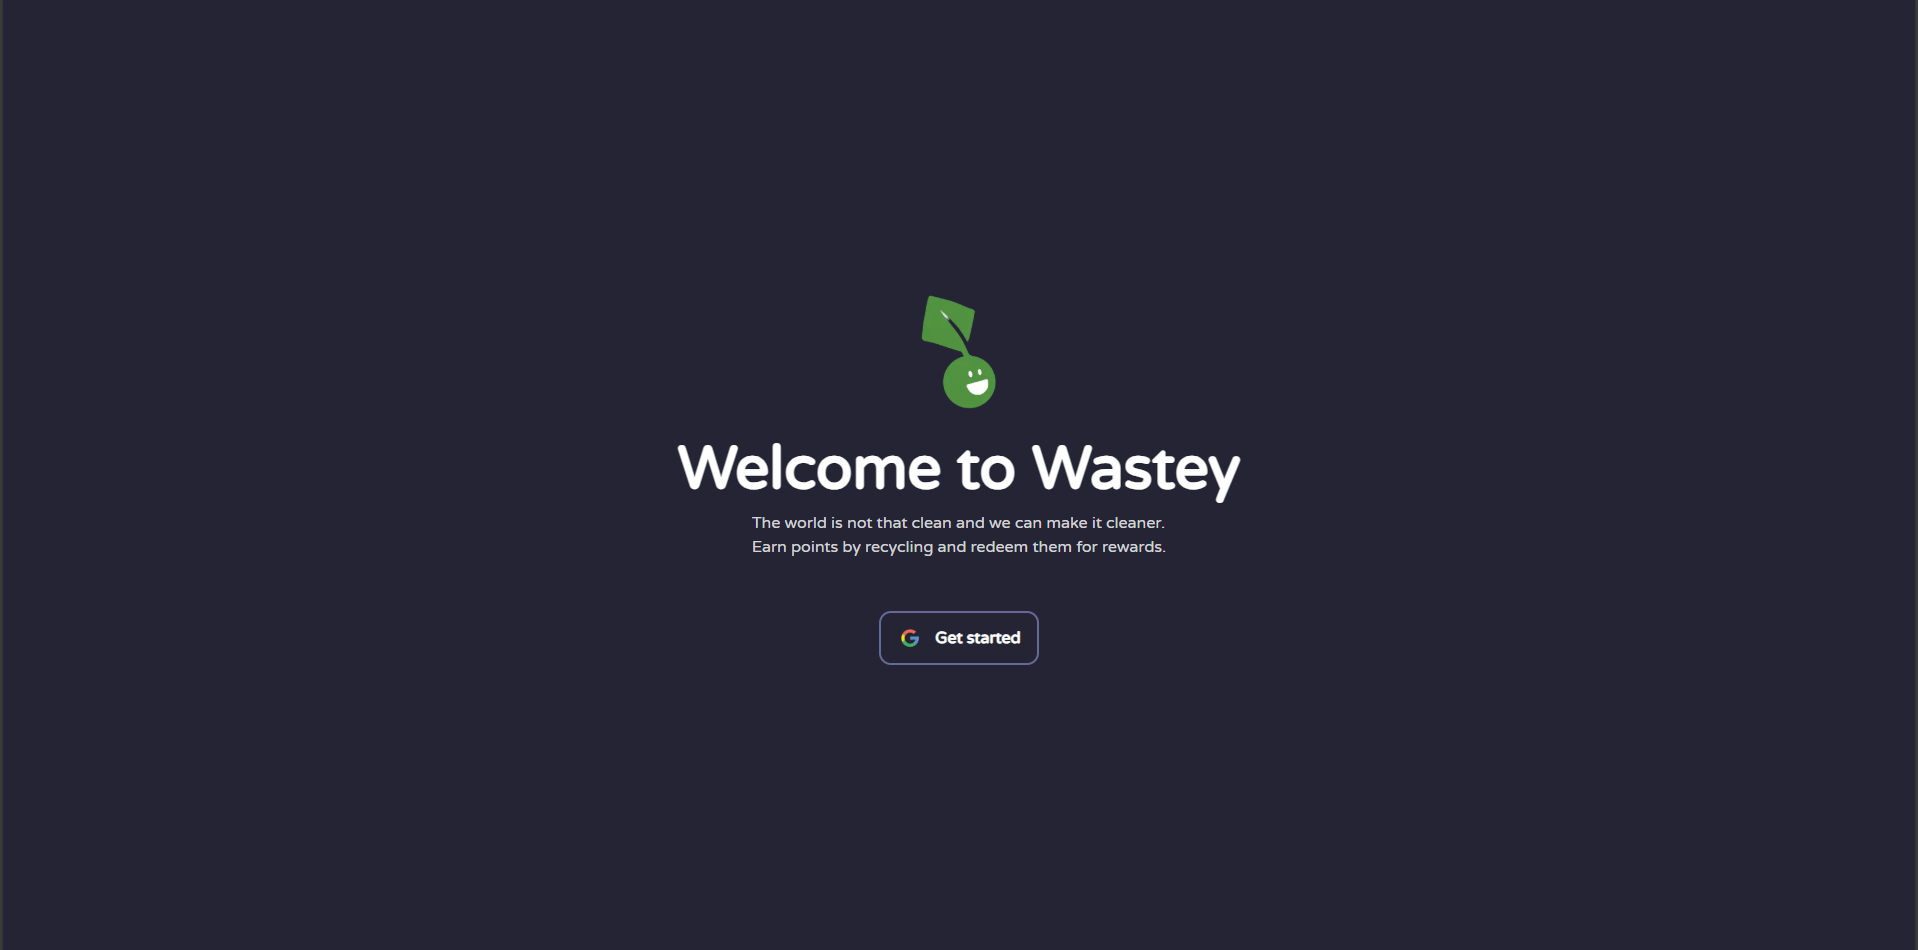 Welcome to Wastey
The world is not that clean and we can make it cleaner.
Earn points by recycling and redeem them for rewards.
Get started